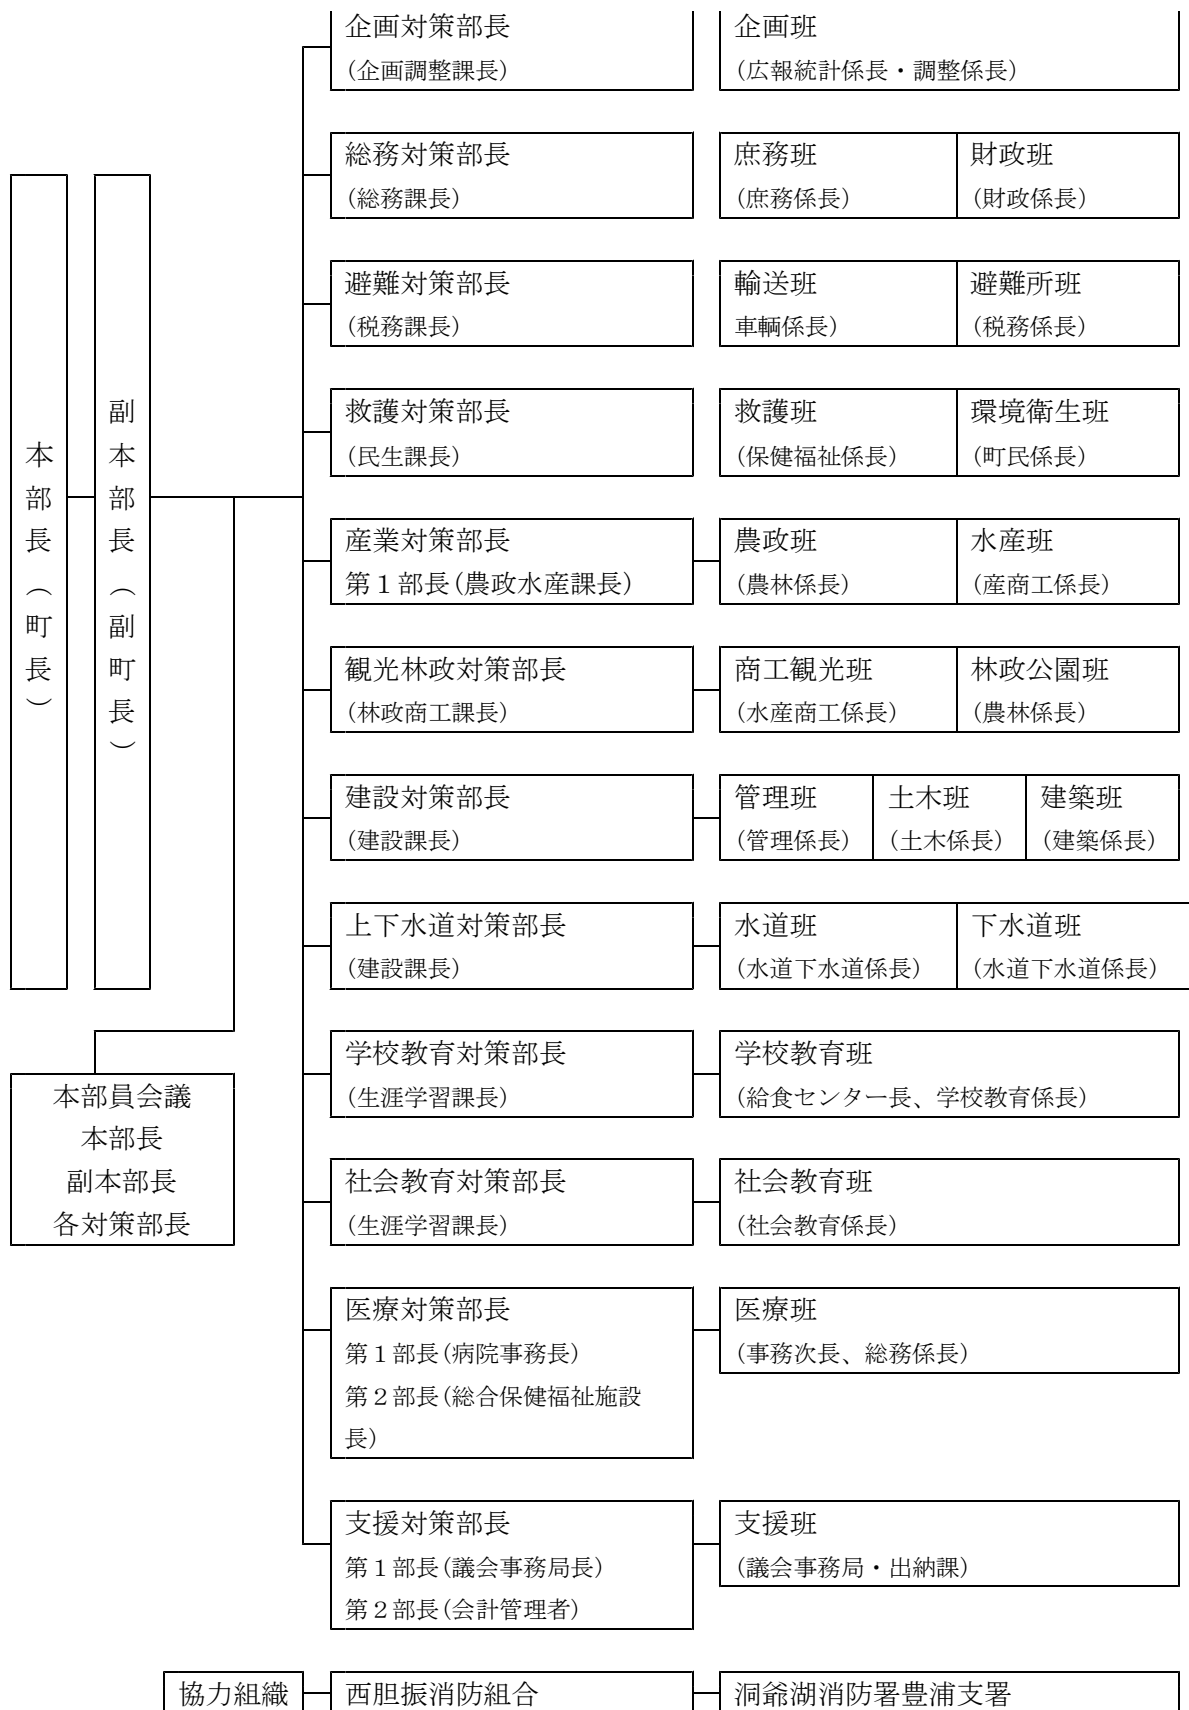 企画対策部長
(企画調整課長)
企画班
(広報統計係長・調整係長)
総務対策部長
(総務課長)
庶務班
(庶務係長)
財政班
(財政係長)
避難対策部長
(税務課長)
輸送班
車輌係長)
避難所班
(税務係長)
救護対策部長
(民生課長)
救護班
(保健福祉係長)
環境衛生班
(町民係長)
本部長(町長)
副本部長(副町長)
産業対策部長
第1部長(農政水産課長)
農政班
(農林係長)
水産班
(産商工係長)
観光林政対策部長
(林政商工課長)
商工観光班
(水産商工係長)
林政公園班
(農林係長)
建設対策部長
(建設課長)
管理班
(管理係長)
土木班
(土木係長)
建築班
(建築係長)
上下水道対策部長
(建設課長)
水道班
(水道下水道係長)
下水道班
(水道下水道係長)
学校教育対策部長
(生涯学習課長)
学校教育班
(給食センター長、学校教育係長)
本部員会議
本部長
副本部長
各対策部長
社会教育対策部長
(生涯学習課長)
社会教育班
(社会教育係長)
医療対策部長
第1部長(病院事務長)
第2部長(総合保健福祉施設
長)
医療班
(事務次長、総務係長)
支援対策部長
第1部長(議会事務局長)
第2部長(会計管理者)
支援班
(議会事務局・出納課)
協力組織
西胆振消防組合
洞爺湖消防署豊浦支署